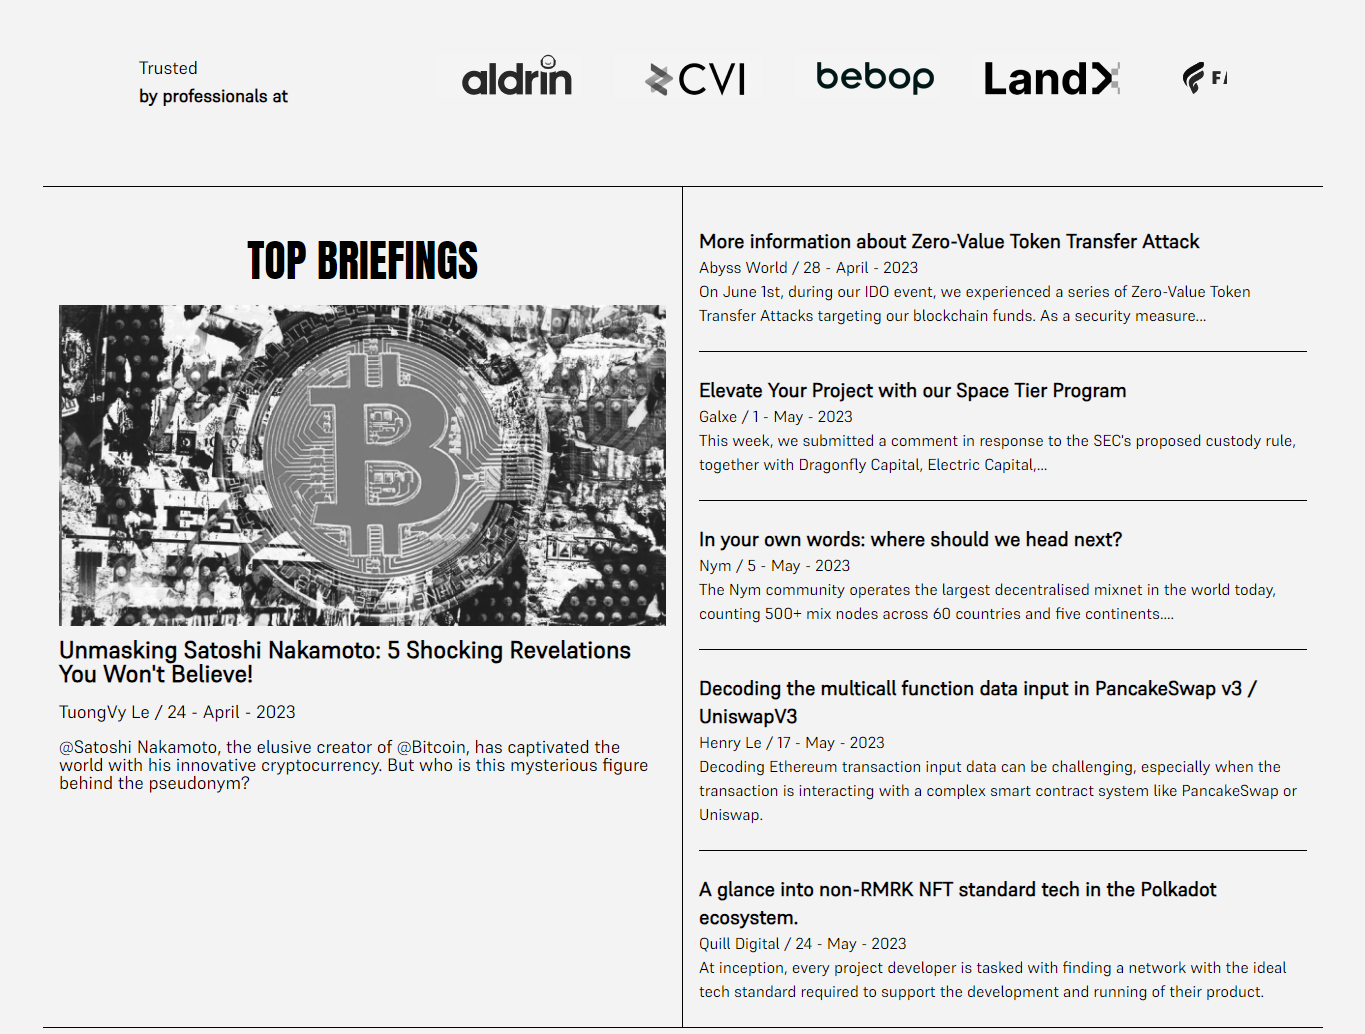 Trusted
by professionals at
aldrin
CVI
bebop
LandX
TOP BRIEFINGS
Unmasking Satoshi Nakamoto: 5 Shocking Revelations
You Won't Believe!
TuongVy Le / 24 - April - 2023
@Satoshi Nakamoto, the elusive creator of @Bitcoin, has captivated the
world with his innovative cryptocurrency. But who is this mysterious figure
behind the pseudonym?
More information about Zero-Value Token Transfer Attack
Abyss World / 28 - April - 2023
On June 1st, during our IDO event, we experienced a series of Zero-Value Token
Transfer Attacks targeting our blockchain funds. As a security measure...
Elevate Your Project with our Space Tier Program
Galxe / 1 - May - 2023
This week, we submitted a comment in response to the SEC's proposed custody rule,
together with Dragonfly Capital, Electric Capital,...
In your own words: where should we head next?
Nym / 5 - May - 2023
The Nym community operates the largest decentralised mixnet in the world today,
counting 500+ mix nodes across 60 countries and five continents....
Decoding the multicall function data input in PancakeSwap v3 /
UniswapV3
Henry Le / 17 - May - 2023
Decoding Ethereum transaction input data can be challenging, especially when the
transaction is interacting with a complex smart contract system like PancakeSwap or
Uniswap.
A glance into non-RMRK NFT standard tech in the Polkadot
ecosystem.
Quill Digital / 24 - May - 2023
At inception, every project developer is tasked with finding a network with the ideal
tech standard required to support the development and running of their product.